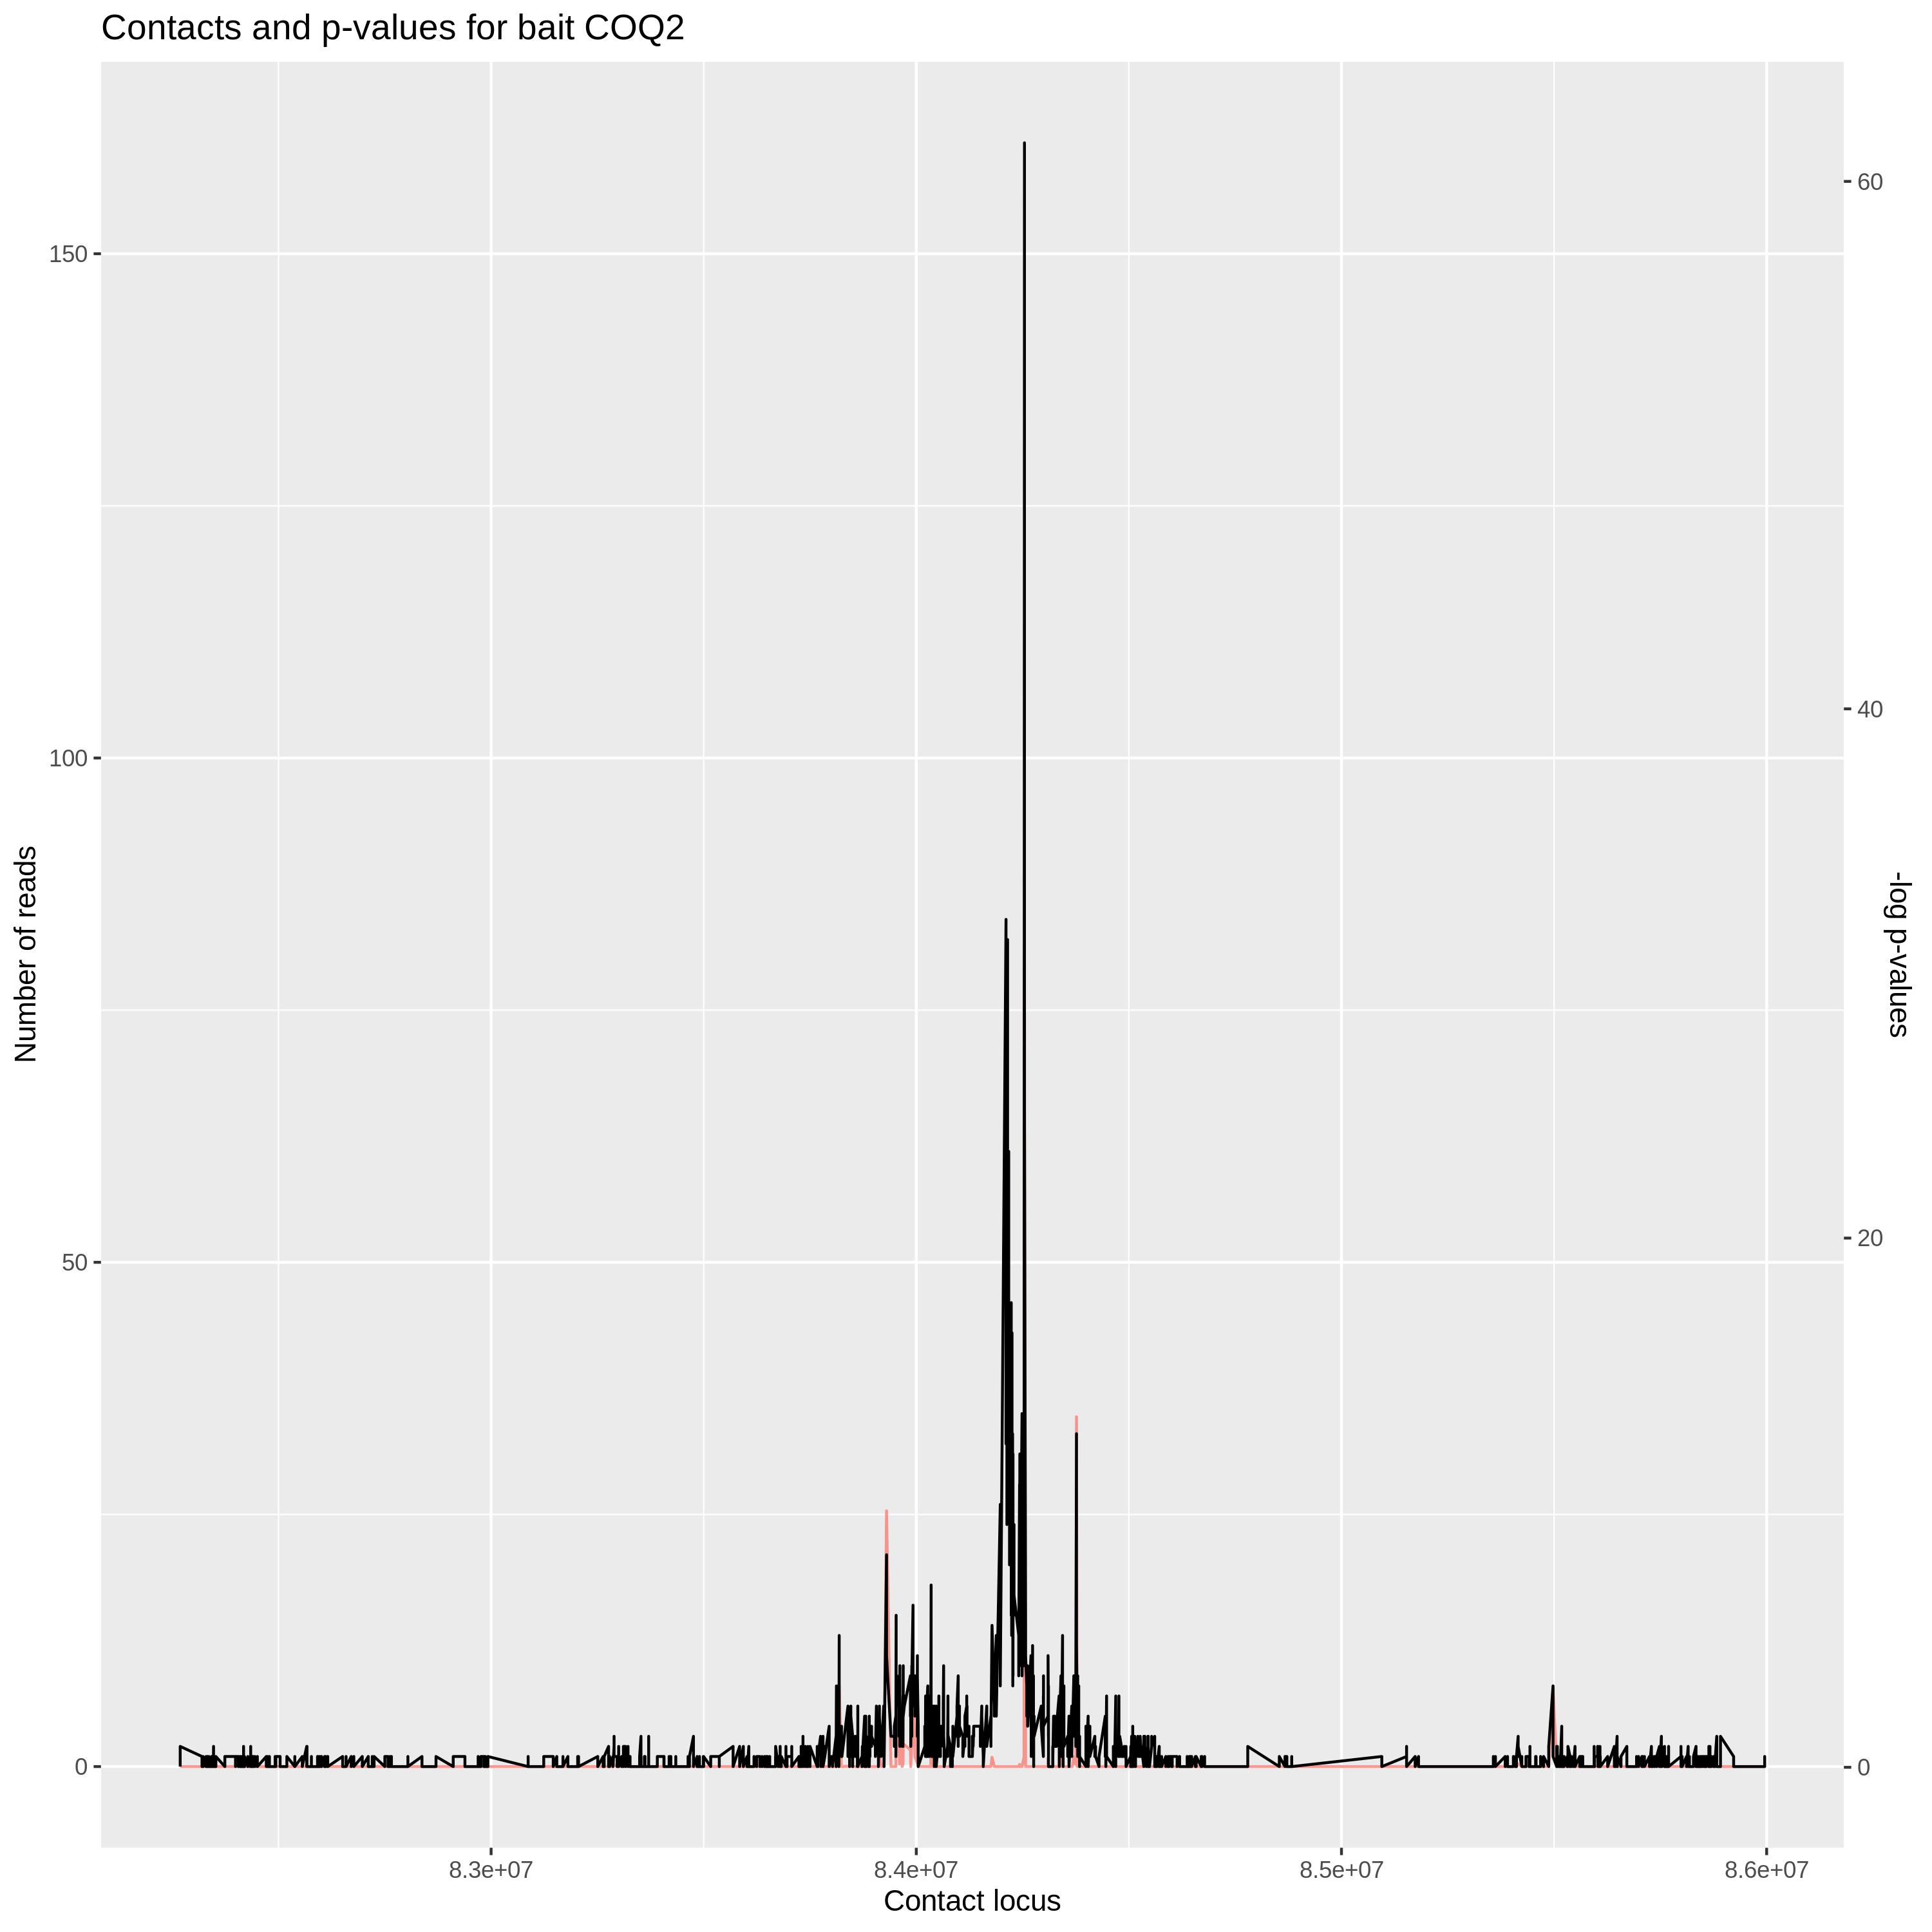 Contacts and p-values for bait COQ2
150
100
50
0
Number of reads
60
40
20
0
-log p-values
8.3e+07 8.4e+07 8.5e+07 8.6e+07
Contact locus